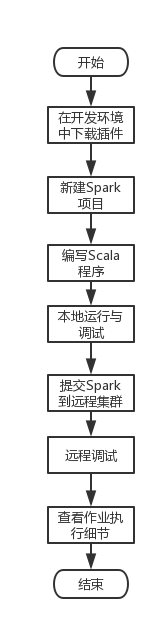 开始
在开发环境
中下载插件
新建Spark
项目
编写Scala
程序
本地运行与
调试
提交Spark
到远程集群
远程调试
查看作业执
行细节
结束